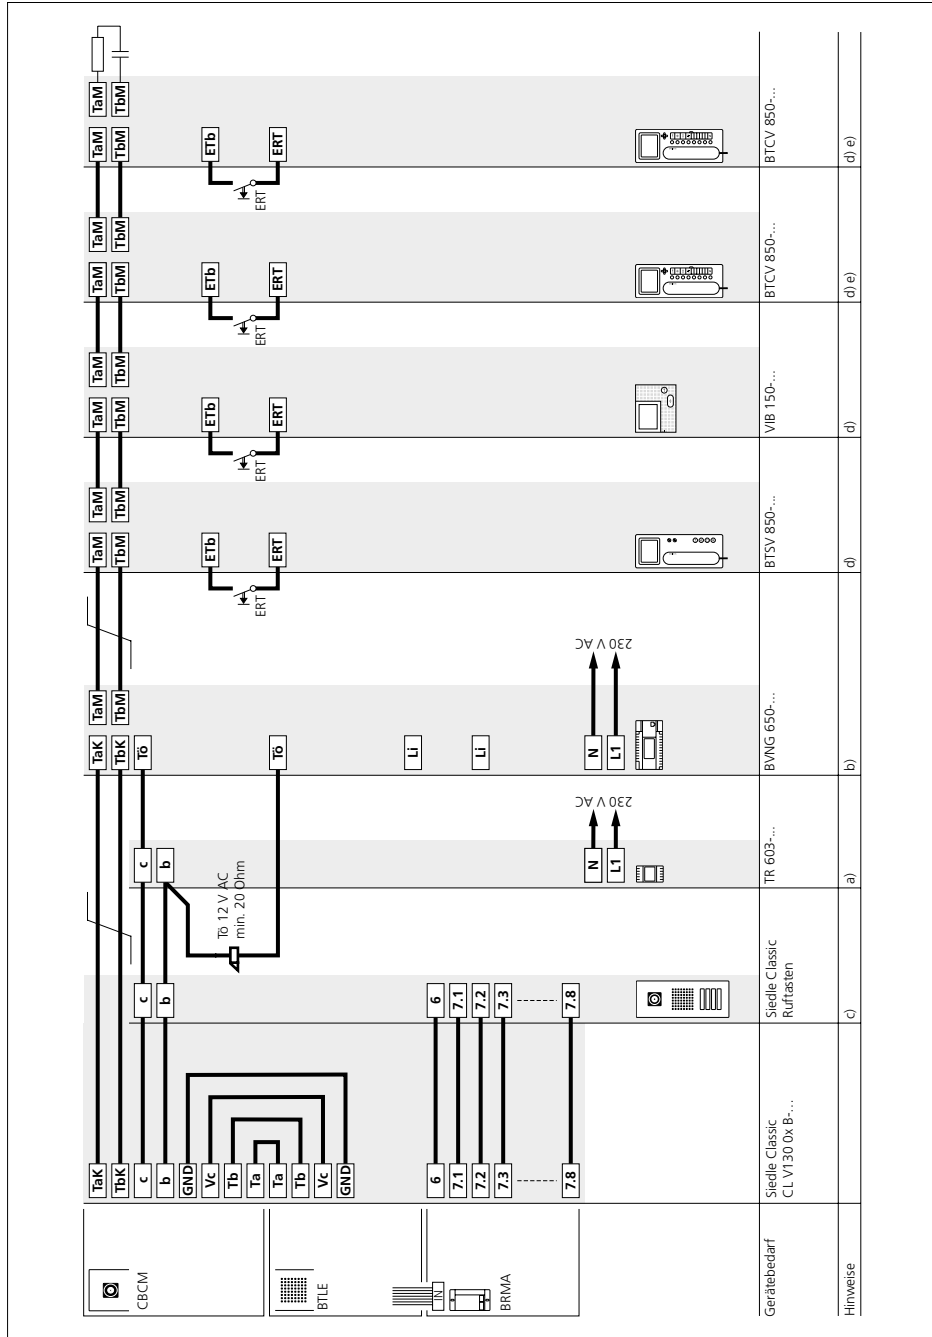 TaK TaK TaM TaM TaM TaM TaM TaM TaM TaM TaM
TbK TbK TbM TbM TbM TbM TbM TbM TbM TbM TbM
CBCM c c c Tö
b b b
GND
Vc ETb ETb ETb ETb
Tö 12 V AC
min. 20 Ohm
Tb
Ta ERT ERT ERT ERT
Ta Tö ERT ERT ERT ERT
Tb
BTLE Vc
GND
Li
IN 6 6
7.1 7.1
7.2 7.2 Li
BRMA 7.3 7.3
7.8 7.8
N N
L1 L1
230 V AC 230 V AC
Gerätebedarf
Siedle Classic
CL V130 0x B-...
Siedle Classic
Ruftasten
TR 603-...
BVNG 650-...
BTSV 850-...
VIB 150-...
BTCV 850-...
BTCV 850-...
Hinweise
c)
a)
b)
d)
d)
d) e)
d) e)